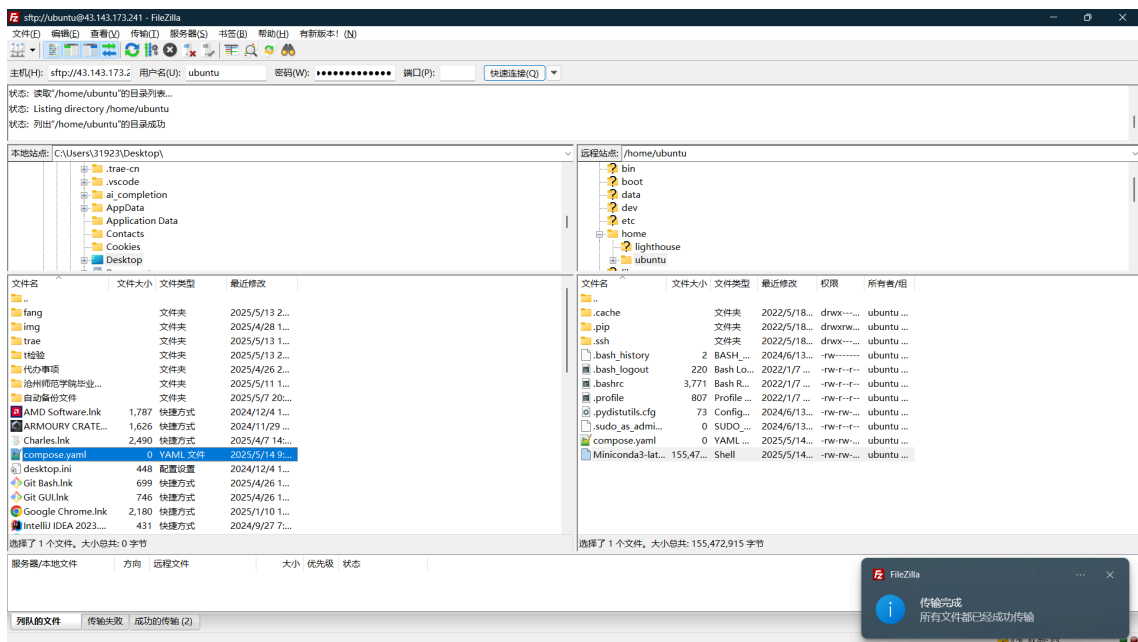 sftp://ubuntu@43.143.173.241 - FileZilla
文件(F) 编辑(E) 查看(V) 传输(T) 服务器(S) 书签(B) 帮助(H) 有新版本! (N)
主机(H): sftp://43.143.173.2 用户名(U): ubuntu 密码(W): ●●●●●●●●●●●●● 端口(P): 快速连接(Q)
状态: 读取"/home/ubuntu"的目录列表...
状态: Listing directory /home/ubuntu
状态: 列出"/home/ubuntu"的目录成功
本地站点: C:\Users\31923\Desktop\
.trae-cn
.vscode
ai_completion
AppData
Application Data
Contacts
Cookies
Desktop
远程站点: /home/ubuntu
bin
boot
data
dev
etc
home
lighthouse
ubuntu
文件名 文件大小 文件类型 最近修改
..
fang 文件夹 2025/5/13 2...
img 文件夹 2025/4/28 1...
trae 文件夹 2025/5/13 1...
t检验 文件夹 2025/5/13 2...
代办事项 文件夹 2025/4/26 2...
沧州师范学院毕业... 文件夹 2025/5/11 1...
自动备份文件 文件夹 2025/5/7 20:...
AMD Software.lnk 1,787 快捷方式 2024/12/4 1...
ARMOURY CRATE... 1,626 快捷方式 2024/11/29 ...
Charles.lnk 2,490 快捷方式 2025/4/7 14:...
compose.yaml 0 YAML 文件 2025/5/14 9:...
desktop.ini 448 配置设置 2024/12/4 1...
Git Bash.lnk 699 快捷方式 2025/4/26 1...
Git GUI.lnk 746 快捷方式 2025/4/26 1...
Google Chrome.lnk 2,180 快捷方式 2025/1/10 1...
IntelliJ IDEA 2023.... 431 快捷方式 2024/9/27 7:...
选择了 1 个文件。大小总共: 0 字节
文件名 文件大小 文件类型 最近修改 权限 所有者/组
..
.cache 文件夹 2022/5/18... drwx---... ubuntu ...
.pip 文件夹 2022/5/18... drwxrw... ubuntu ...
.ssh 文件夹 2022/5/18... drwx---... ubuntu ...
.bash_history 2 BASH_... 2024/6/13... -rw------- ubuntu ...
.bash_logout 220 Bash Lo... 2022/1/7 ... -rw-r--r-- ubuntu ...
.bashrc 3,771 Bash R... 2022/1/7 ... -rw-r--r-- ubuntu ...
.profile 807 Profile ... 2022/1/7 ... -rw-r--r-- ubuntu ...
.pydistutils.cfg 73 Config... 2024/6/13... -rw-rw-... ubuntu ...
.sudo_as_admi... 0 SUDO_... 2024/6/13... -rw-r--r-- ubuntu ...
compose.yaml 0 YAML ... 2025/5/14... -rw-rw-... ubuntu ...
Miniconda3-lat... 155,47... Shell 2025/5/14... -rw-rw-... ubuntu ...
选择了 1 个文件。大小总共: 155,472,915 字节
服务器/本地文件 方向 远程文件 大小 优先级 状态
列队的文件 传输失败 成功的传输 (2)
FileZilla
传输完成
所有文件都已经成功传输